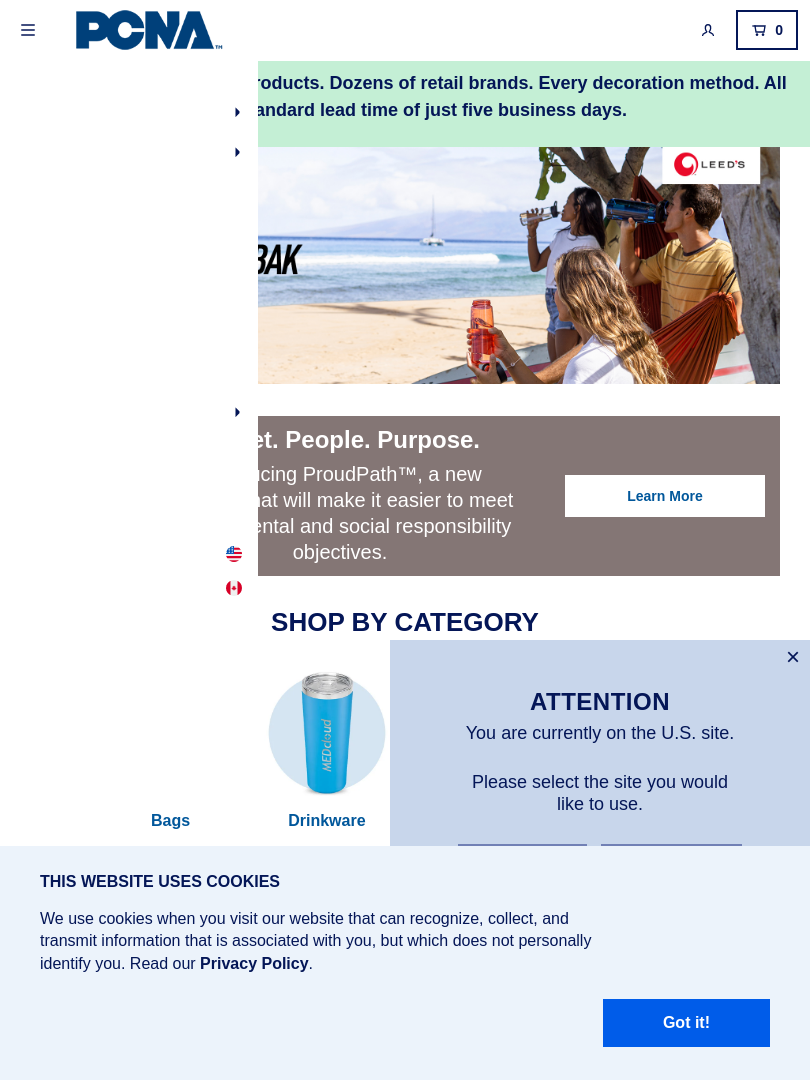 PCNA™
0
roducts. Dozens of retail brands. Every decoration method. All
andard lead time of just five business days.
LEED'S
BAK
et. People. Purpose.
ucing ProudPath™, a new
hat will make it easier to meet
ental and social responsibility
objectives.
Learn More
SHOP BY CATEGORY
MEDcloud
Bags
Drinkware
ATTENTION
You are currently on the U.S. site.
Please select the site you would
like to use.
THIS WEBSITE USES COOKIES
We use cookies when you visit our website that can recognize, collect, and
transmit information that is associated with you, but which does not personally
identify you. Read our Privacy Policy.
Got it!